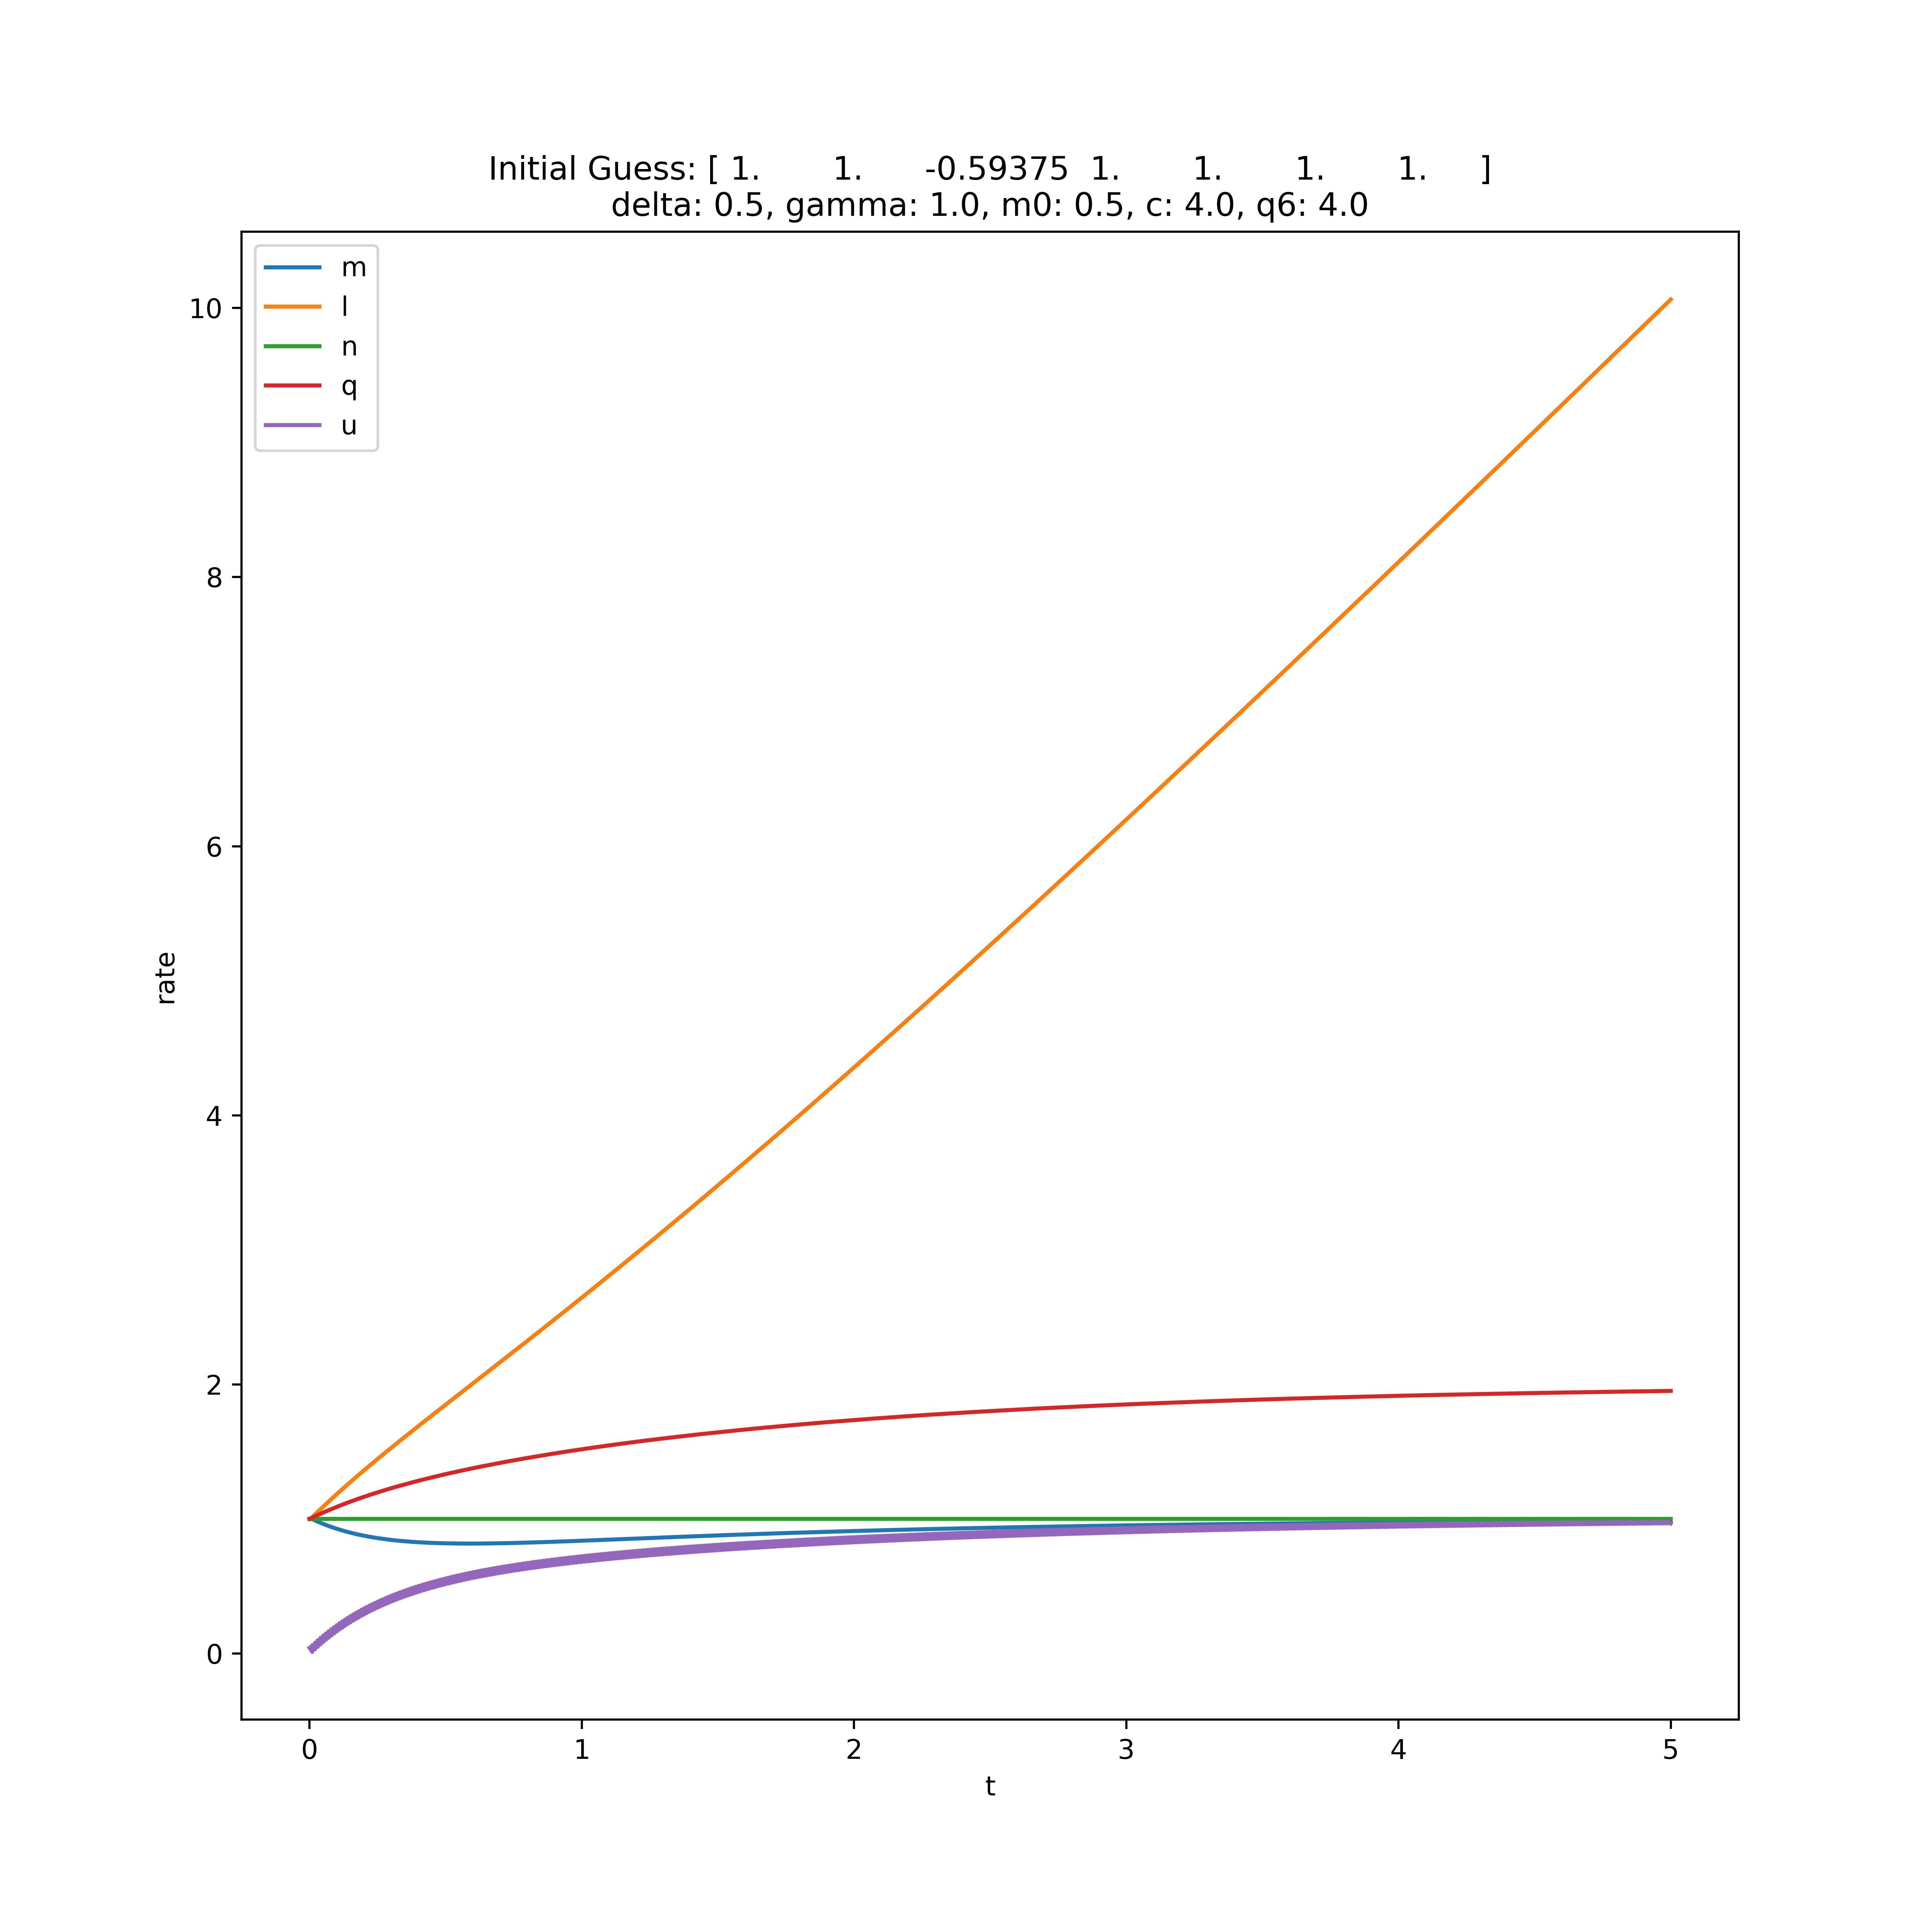 Initial Guess: [ 1. 1. -0.59375 1. 1. 1. 1. ]
delta: 0.5, gamma: 1.0, m0: 0.5, c: 4.0, q6: 4.0
m
l
n
q
u
10
8
6
4
2
0
rate
0 1 2 3 4 5
t